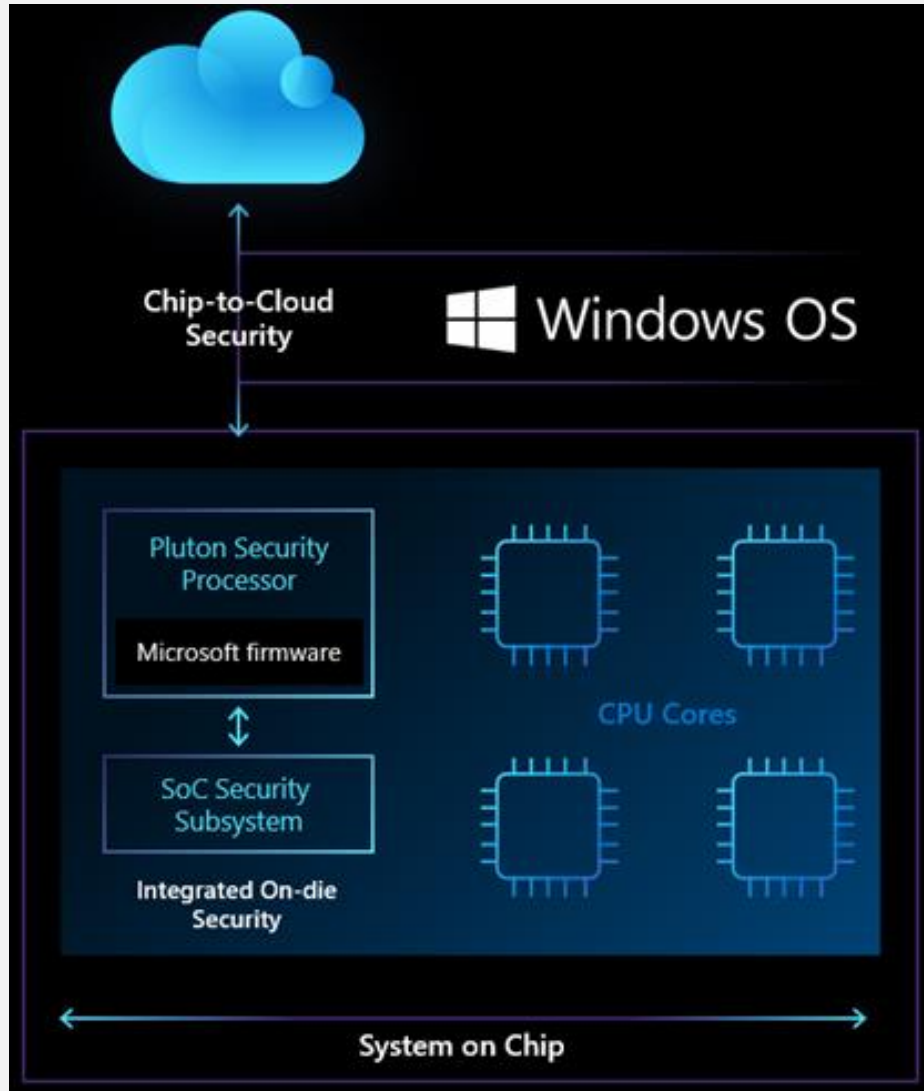 Chip-to-Cloud
Security
Windows OS
Pluton Security
Processor
Microsoft firmware
SoC Security
Subsystem
Integrated On-die
Security
CPU Cores
System on Chip